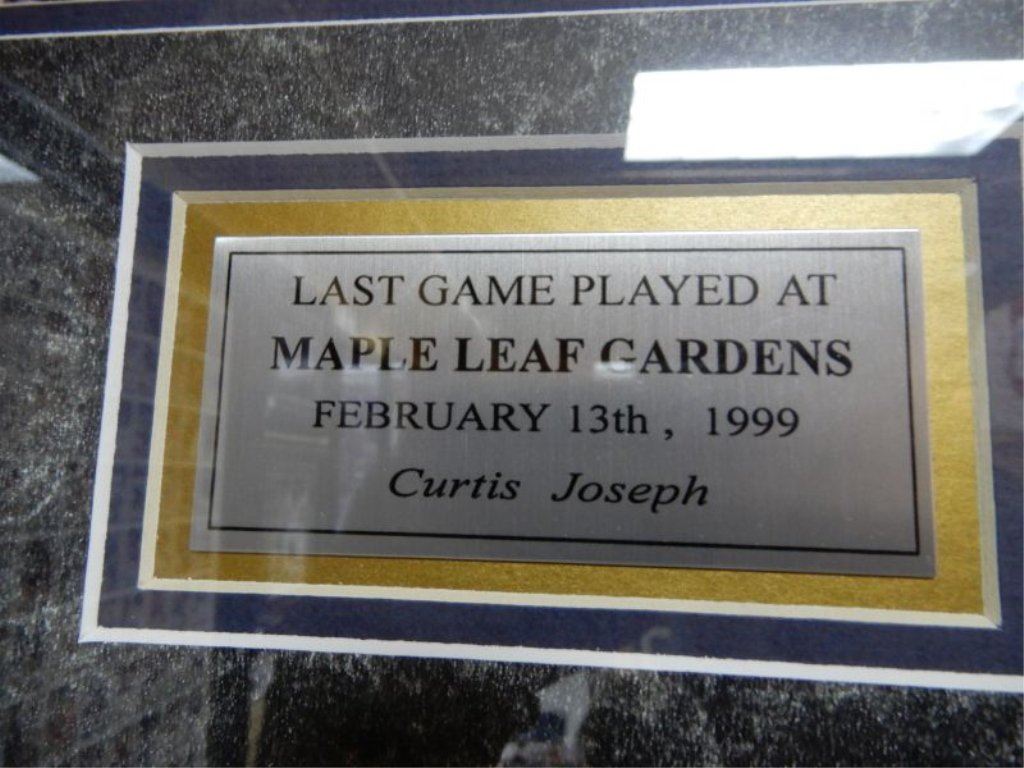 LAST GAME PLAYED AT
MAPLE LEAF GARDENS
FEBRUARY 13th , 1999
Curtis Joseph